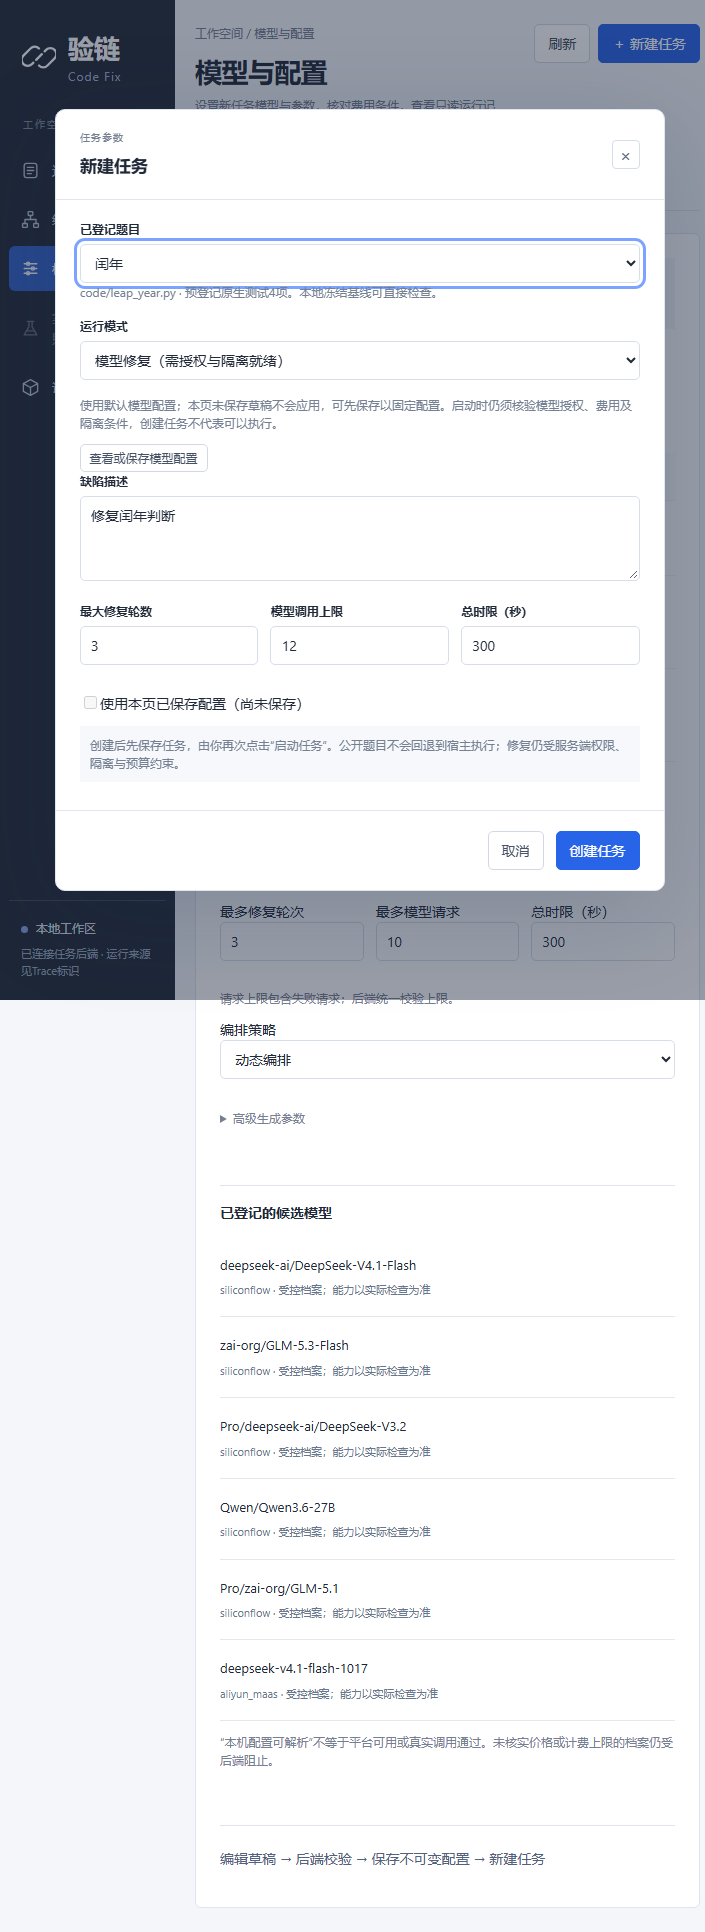 验链
Code Fix
工作空间 / 模型与配置
模型与配置
刷新
+ 新建任务
设置新任务模型与参数，核对费用条件，查看只读运行记
工作空
任务参数
新建任务
×
已登记题目
闰年
code/leap_year.py · 预登记原生测试4项。本地冻结基线可直接检查。
运行模式
模型修复（需授权与隔离就绪）
使用默认模型配置；本页未保存草稿不会应用，可先保存以固定配置。启动时仍须核验模型授权、费用及
隔离条件，创建任务不代表可以执行。
查看或保存模型配置
缺陷描述
修复闰年判断
最大修复轮数
模型调用上限
总时限（秒）
3
12
300
使用本页已保存配置（尚未保存）
创建后先保存任务，由你再次点击“启动任务”。公开题目不会回退到宿主执行；修复仍受服务端权限、
隔离与预算约束。
取消
创建任务
本地工作区
已连接任务后端 · 运行来源
见Trace标识
最多修复轮次
最多模型请求
总时限（秒）
3
10
300
请求上限包含失败请求；后端统一校验上限。
编排策略
动态编排
▶ 高级生成参数
已登记的候选模型
deepseek-ai/DeepSeek-V4.1-Flash
siliconflow · 受控档案；能力以实际检查为准
zai-org/GLM-5.3-Flash
siliconflow · 受控档案；能力以实际检查为准
Pro/deepseek-ai/DeepSeek-V3.2
siliconflow · 受控档案；能力以实际检查为准
Qwen/Qwen3.6-27B
siliconflow · 受控档案；能力以实际检查为准
Pro/zai-org/GLM-5.1
siliconflow · 受控档案；能力以实际检查为准
deepseek-v4.1-flash-1017
aliyun_maas · 受控档案；能力以实际检查为准
“本机配置可解析”不等于平台可用或真实调用通过。未核实价格或计费上限的档案仍受
后端阻止。
编辑草稿 → 后端校验 → 保存不可变配置 → 新建任务